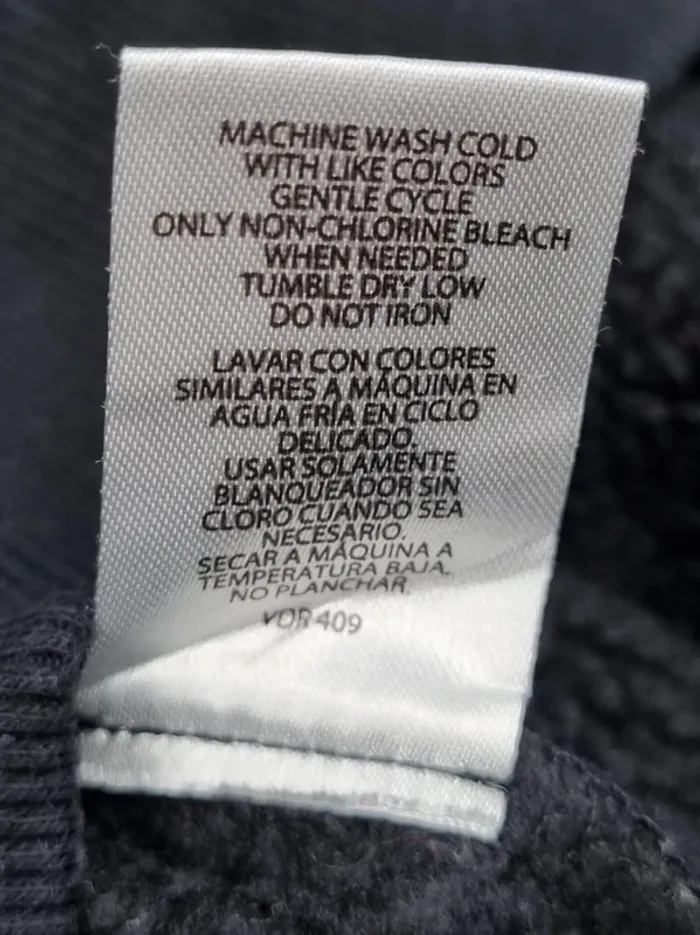 MACHINE WASH COLD
WITH LIKE COLORS
GENTLE CYCLE
ONLY NON-CHLORINE BLEACH
WHEN NEEDED
TUMBLE DRY LOW
DO NOT IRON
LAVAR CON COLORES
SIMILARES A MÁQUINA EN
AGUA FRÍA EN CICLO
DELICADO.
USAR SOLAMENTE
BLANQUEADOR SIN
CLORO CUANDO SEA
NECESARIO.
SECAR A MÁQUINA A
TEMPERATURA BAJA.
NO PLANCHAR.
VDR 409